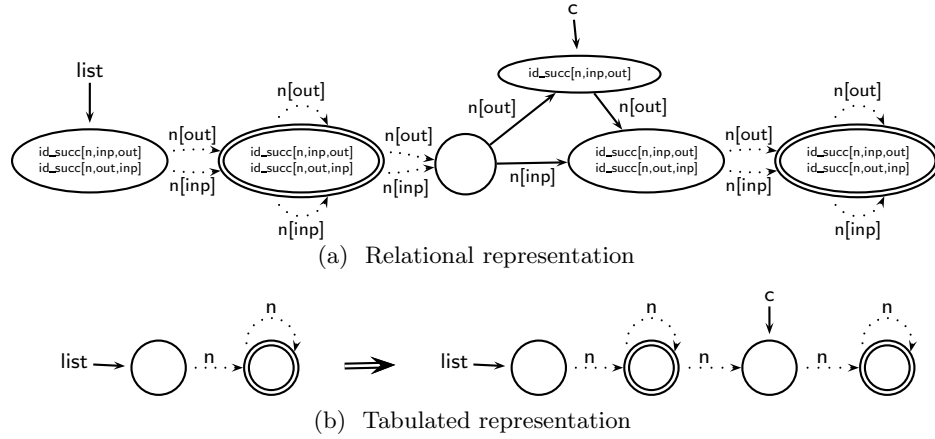 c
id_succ[n,inp,out]
list
n[out] n[out] n[out] n[out]
n[out] n[out] n[out]
id_succ[n,inp,out] id_succ[n,inp,out] id_succ[n,inp,out] id_succ[n,inp,out]
id_succ[n,out,inp] id_succ[n,out,inp] id_succ[n,out,inp] id_succ[n,out,inp]
n[inp] n[inp] n[inp] n[inp]
n[inp] n[inp]
(a) Relational representation
n n c n
list n list n n n
(b) Tabulated representation